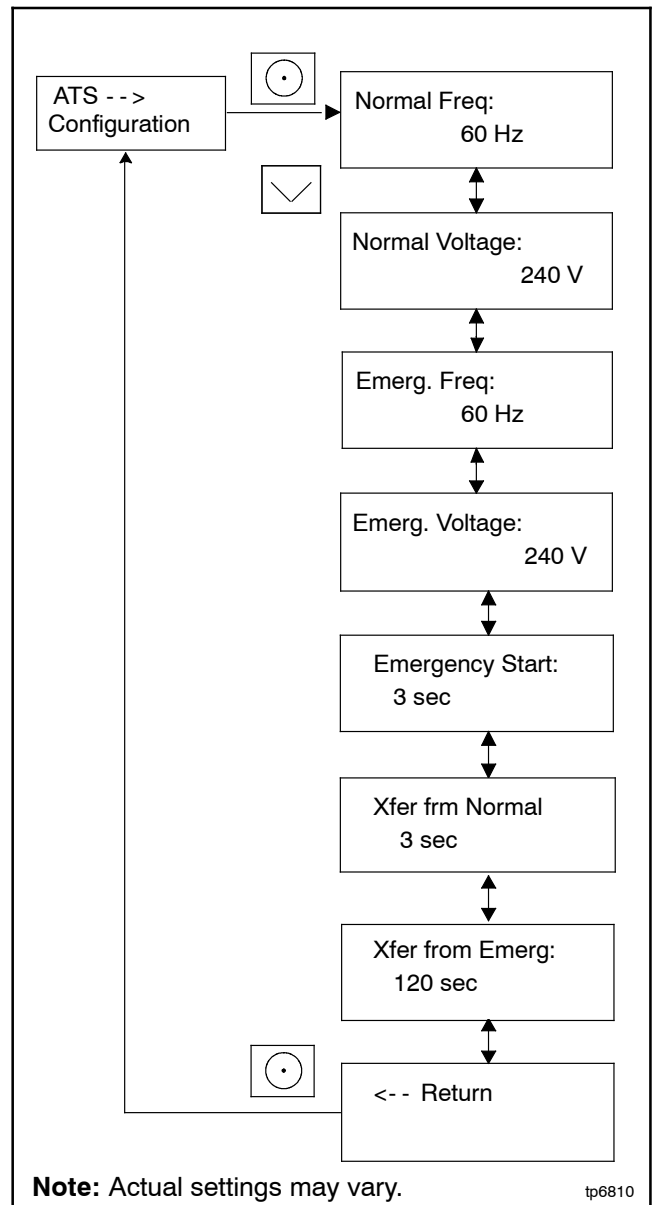 ATS - ->
Configuration
Normal Freq:
60 Hz
Normal Voltage:
240 V
Emerg. Freq:
60 Hz
Emerg. Voltage:
240 V
Emergency Start:
3 sec
Xfer frm Normal
3 sec
Xfer from Emerg:
120 sec
<- - Return
Note: Actual settings may vary.
tp6810